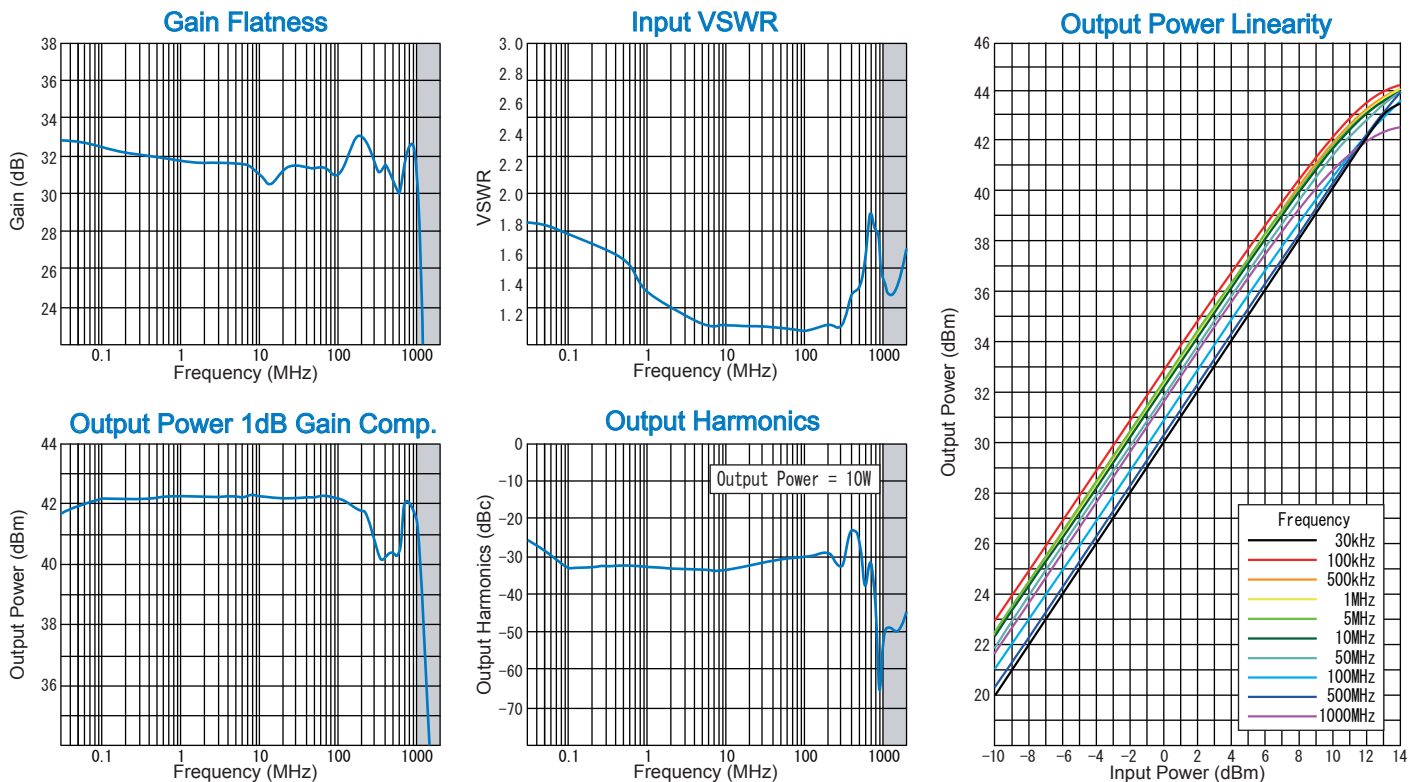 Gain Flatness
38
36
34
32
30
28
26
24
Gain (dB)
0.1 1 10 100 1000
Frequency (MHz)
Input VSWR
3.0
2.8
2.6
2.4
2.2
2.0
1.8
1.6
1.4
1.2
VSWR
0.1 1 10 100 1000
Frequency (MHz)
Output Power 1dB Gain Comp.
44
42
40
38
36
Output Power (dBm)
0.1 1 10 100 1000
Frequency (MHz)
Output Harmonics
0
-10
-20
-30
-40
-50
-60
-70
Output Harmonics (dBc)
Output Power = 10W
0.1 1 10 100 1000
Frequency (MHz)
Output Power Linearity
46
44
42
40
38
36
34
32
30
28
26
24
22
20
Output Power (dBm)
Frequency
30kHz
100kHz
500kHz
1MHz
5MHz
10MHz
50MHz
100MHz
500MHz
1000MHz
-10 -8 -6 -4 -2 0 2 4 6 8 10 12 14
Input Power (dBm)